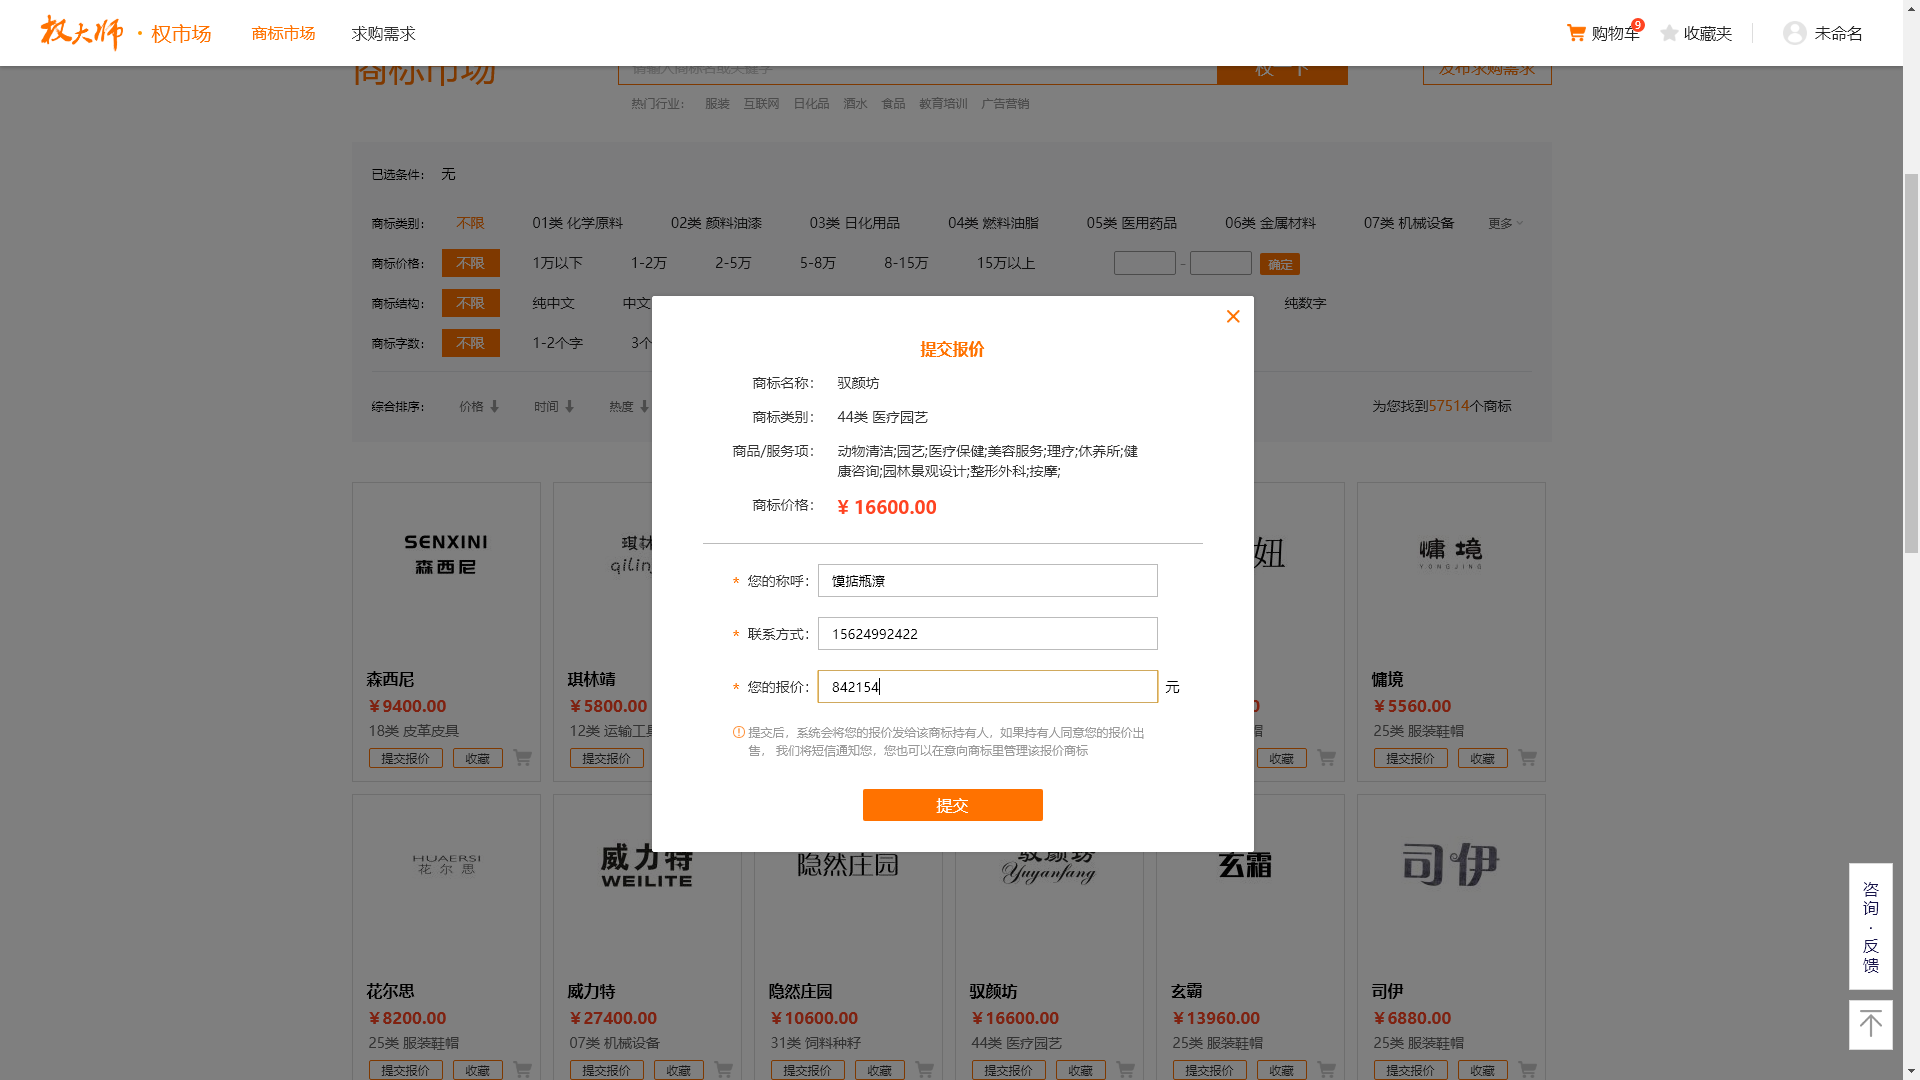 权大师 · 权市场 商标市场 求购需求 购物车 9 收藏夹 未命名
商标市场 请输入商标名或关键字 权一下 发布求购需求
热门行业： 服装 互联网 日化品 酒水 食品 教育培训 广告营销
已选条件： 无
商标类别： 不限 01类 化学原料 02类 颜料油漆 03类 日化用品 04类 燃料油脂 05类 医用药品 06类 金属材料 07类 机械设备 更多
商标价格： 不限 1万以下 1-2万 2-5万 5-8万 8-15万 15万以上 - 确定
商标结构： 不限 纯中文 中文 纯数字
商标字数： 不限 1-2个字 3个
综合排序： 价格 时间 热度 为您找到57514个商标
提交报价
商标名称： 驭颜坊
商标类别： 44类 医疗园艺
商品/服务项： 动物清洁;园艺;医疗保健;美容服务;理疗;休养所;健
康咨询;园林景观设计;整形外科;按摩;
商标价格： ¥ 16600.00
* 您的称呼： 馍掂瓶潦
* 联系方式： 15624992422
* 您的报价： 842154 元
提交后，系统会将您的报价发给该商标持有人，如果持有人同意您的报价出
售， 我们将短信通知您，您也可以在意向商标里管理该报价商标
提交
SENXINI
森西尼
琪林
qilin
妞
慵境
YONGJING
森西尼 琪林靖 慵境
￥9400.00 ￥5800.00 0 ￥5560.00
18类 皮革皮具 12类 运输工具 帽 25类 服装鞋帽
提交报价 收藏 提交报价 收藏 提交报价 收藏
HUAERSI
花尔思
威力特
WEILITE
隐然庄园
驭颜坊
Yuyanfang
玄霸
司伊
花尔思 威力特 隐然庄园 驭颜坊 玄霸 司伊
￥8200.00 ￥27400.00 ￥10600.00 ￥16600.00 ￥13960.00 ￥6880.00
25类 服装鞋帽 07类 机械设备 31类 饲料种籽 44类 医疗园艺 25类 服装鞋帽 25类 服装鞋帽
提交报价 收藏 提交报价 收藏 提交报价 收藏 提交报价 收藏 提交报价 收藏 提交报价 收藏
咨询·反馈